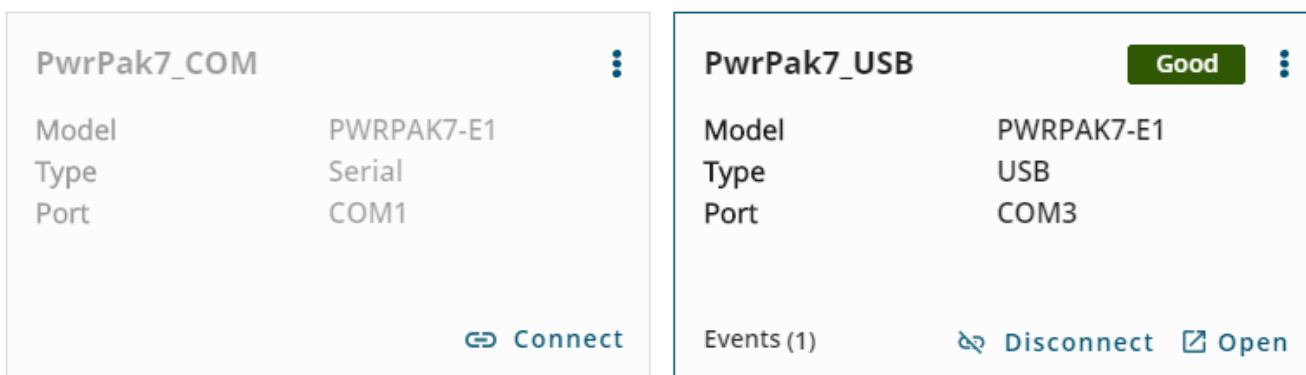 PwrPak7_COM
Model PWRPAK7-E1
Type Serial
Port COM1
Connect
PwrPak7_USB Good
Model PWRPAK7-E1
Type USB
Port COM3
Events (1) Disconnect Open